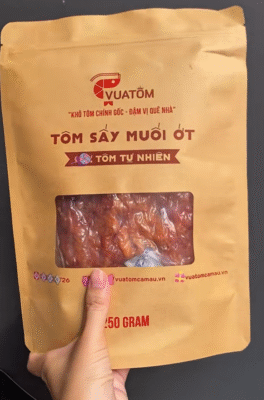 VUATÔM
"KHÔ TÔM CHÍNH GỐC - ĐẬM VỊ QUÊ NHÀ"
TÔM SẤY MUỐI ỚT
TÔM TỰ NHIÊN
vuatomcamau.vn
250 GRAM